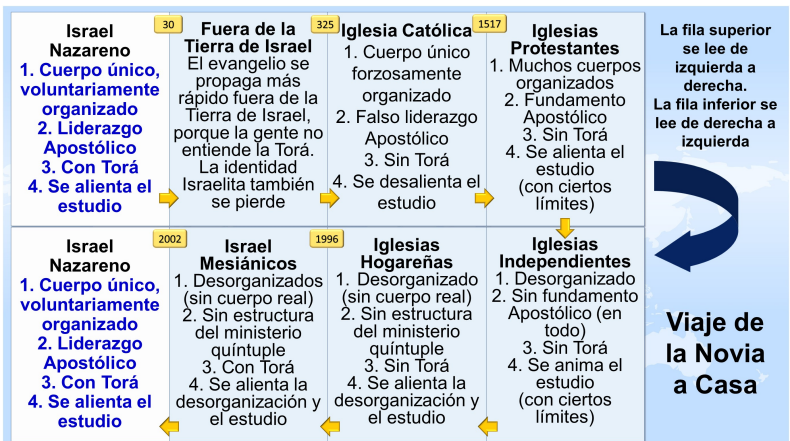 Israel
Nazareno
1. Cuerpo único,
voluntariamente
organizado
2. Liderazgo
Apostólico
3. Con Torá
4. Se alienta el
estudio
30
Fuera de la
Tierra de Israel
El evangelio se
propaga más
rápido fuera de la
Tierra de Israel,
porque la gente no
entiende la Torá.
La identidad
Israelita también
se pierde
325
Iglesia Católica
1. Cuerpo único
forzosamente
organizado
2. Falso liderazgo
Apostólico
3. Sin Torá
4. Se desalienta el
estudio
1517
Iglesias
Protestantes
1. Muchos cuerpos
organizados
2. Fundamento
Apostólico
3. Sin Torá
4. Se alienta el
estudio
(con ciertos
límites)
La fila superior
se lee de
izquierda a
derecha.
La fila inferior se
lee de derecha a
izquierda
Iglesias
Independientes
1. Desorganizado
2. Sin fundamento
Apostólico (en
todo)
3. Sin Torá
4. Se anima el
estudio
(con ciertos
límites)
1996
Iglesias
Hogareñas
1. Desorganizado
(sin cuerpo real)
2. Sin estructura
del ministerio
quíntuple
3. Sin Torá
4. Se alienta la
desorganización y
el estudio
2002
Israel
Mesiánicos
1. Desorganizados
(sin cuerpo real)
2. Sin estructura
del ministerio
quíntuple
3. Con Torá
4. Se alienta la
desorganización y
el estudio
Israel
Nazareno
1. Cuerpo único,
voluntariamente
organizado
2. Liderazgo
Apostólico
3. Con Torá
4. Se alienta el
estudio
Viaje de
la Novia
a Casa